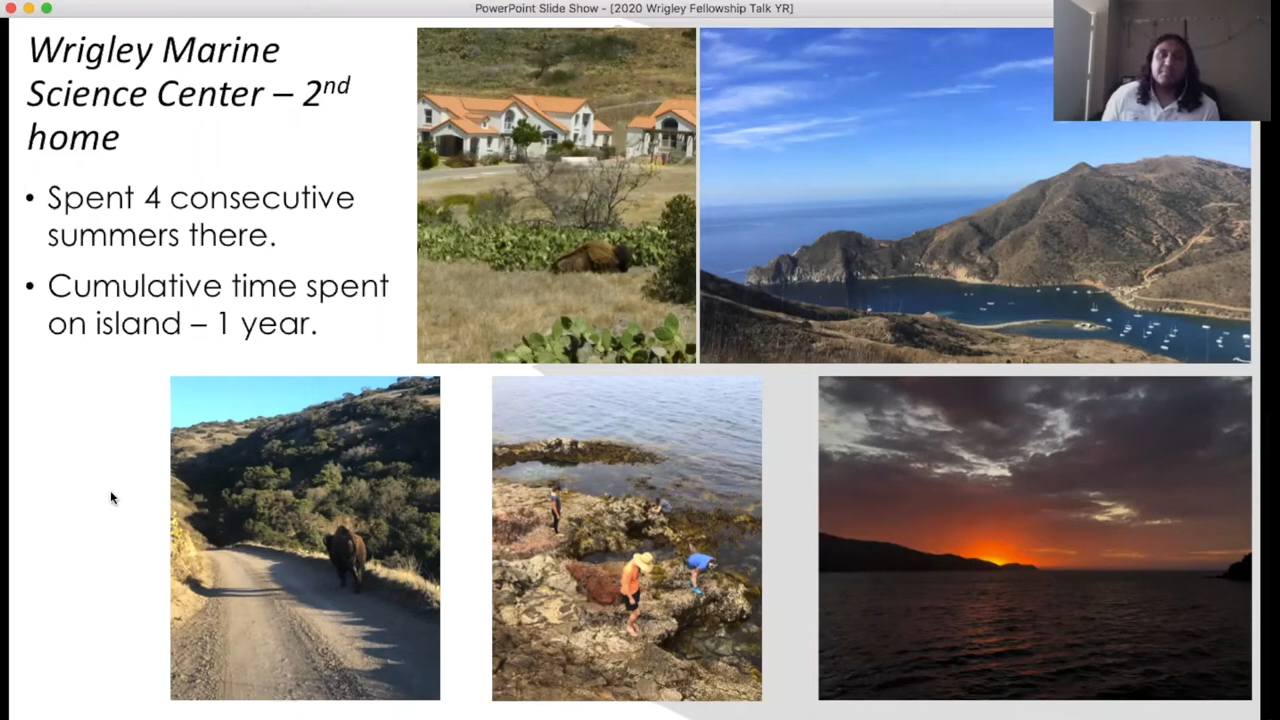 PowerPoint Slide Show - [2020 Wrigley Fellowship Talk YR]
Wrigley Marine
Science Center – 2nd
home
• Spent 4 consecutive
summers there.
• Cumulative time spent
on island – 1 year.